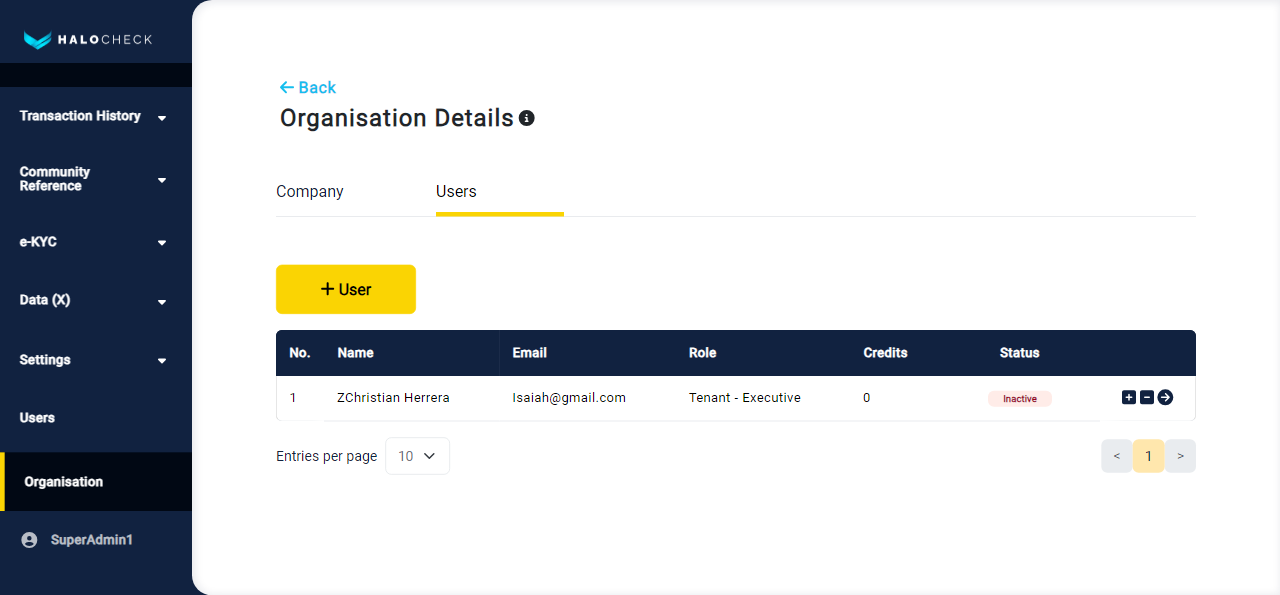 HALOCHECK
Transaction History
Community
Reference
e-KYC
Data (X)
Settings
Users
Organisation
SuperAdmin1
Back
Organisation Details
Company
Users
+ User
No. Name Email Role Credits Status
1 ZChristian Herrera Isaiah@gmail.com Tenant - Executive 0 Inactive
Entries per page 10
< 1 >